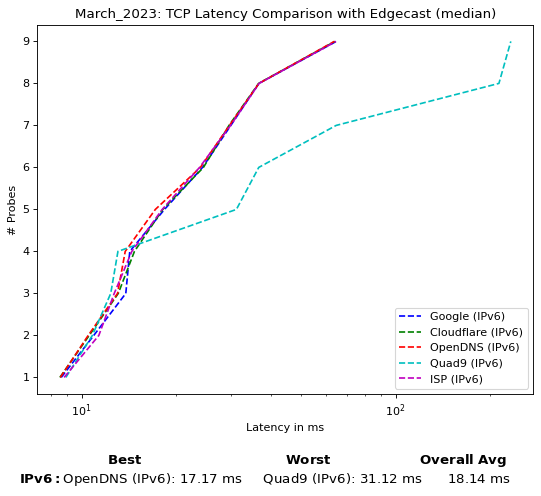 March_2023: TCP Latency Comparison with Edgecast (median)
9
8
7
6
5
4
3
2
1
# Probes
Google (IPv6)
Cloudflare (IPv6)
OpenDNS (IPv6)
Quad9 (IPv6)
ISP (IPv6)
10¹ 10²
Latency in ms
Best Worst Overall Avg
IPv6: OpenDNS (IPv6): 17.17 ms Quad9 (IPv6): 31.12 ms 18.14 ms